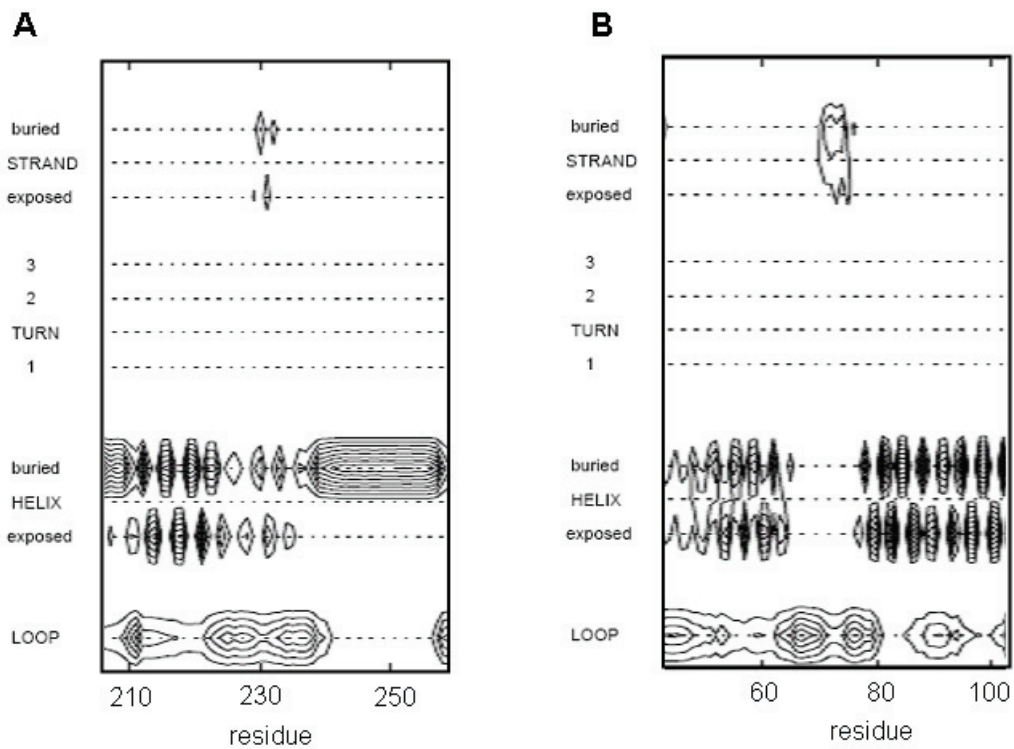 A
buried
STRAND
exposed
3
2
TURN
1
buried
HELIX
exposed
LOOP
210 230 250
residue
B
buried
STRAND
exposed
3
2
TURN
1
buried
HELIX
exposed
LOOP
60 80 100
residue